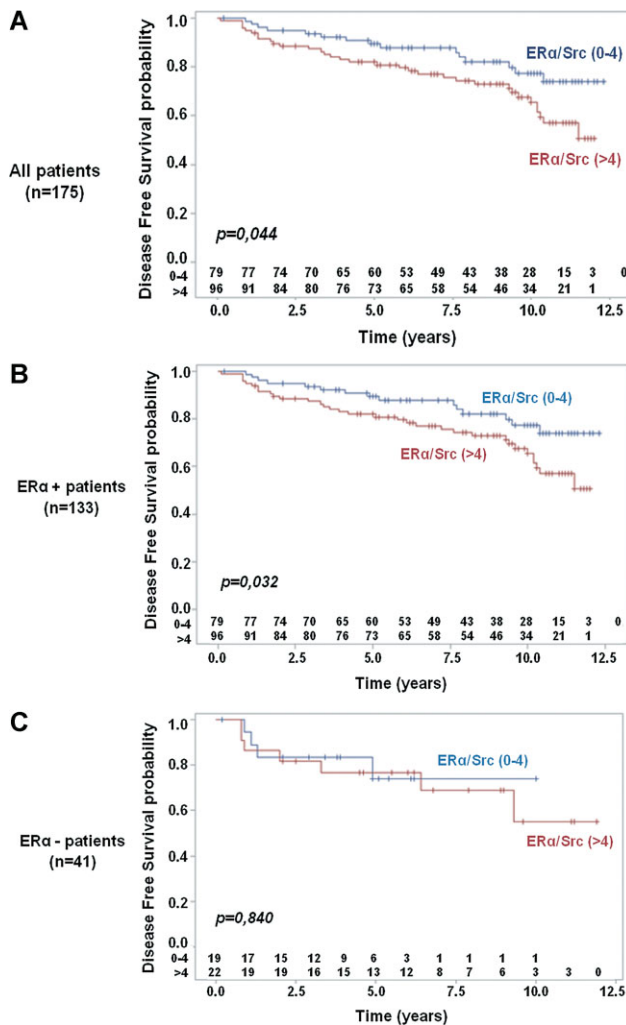 A
Disease Free Survival probability
1.0
0.8
0.6
0.4
0.2
0.0
ERα/Src (0-4)
ERα/Src (>4)
All patients
(n=175)
p=0,044
0-4 79 77 74 70 65 60 53 49 43 38 28 15 3 0
>4 96 91 84 80 76 73 65 58 54 46 34 21 1
0.0 2.5 5.0 7.5 10.0 12.5
Time (years)
B
Disease Free Survival probability
1.0
0.8
0.6
0.4
0.2
0.0
ERα/Src (0-4)
ERα/Src (>4)
ERα + patients
(n=133)
p=0,032
0-4 79 77 74 70 65 60 53 49 43 38 28 15 3 0
>4 96 91 84 80 76 73 65 58 54 46 34 21 1
0.0 2.5 5.0 7.5 10.0 12.5
Time (years)
C
Disease Free Survival probability
1.0
0.8
0.6
0.4
0.2
0.0
ERα/Src (0-4)
ERα/Src (>4)
ERα - patients
(n=41)
p=0,840
0-4 19 17 15 12 9 6 3 1 1 1 1
>4 22 19 19 16 15 13 12 8 7 6 3 3 0
0.0 2.5 5.0 7.5 10.0 12.5
Time (years)